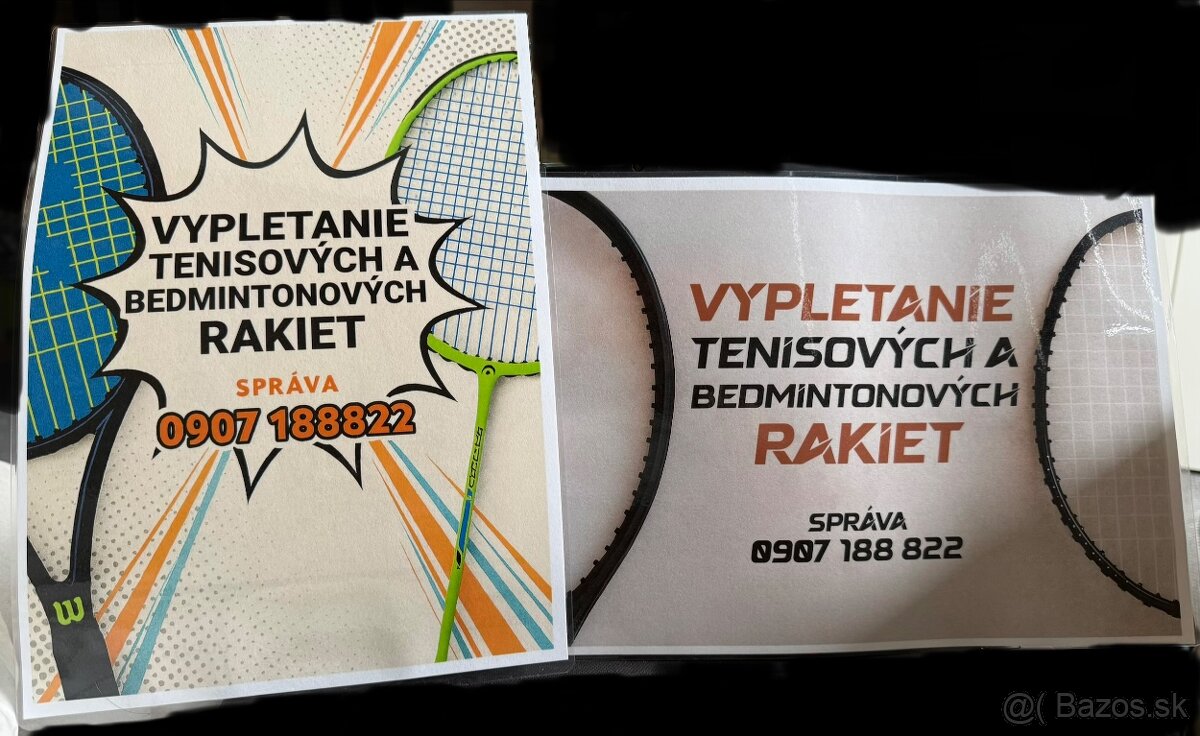 VYPLETANIE
TENISOVÝCH A
BEDMINTONOVÝCH
RAKIET
SPRÁVA
0907 188822
W
VYPLETANIE
TENISOVÝCH A
BEDMINTONOVÝCH
RAKIET
SPRÁVA
0907 188 822
@( Bazos.sk